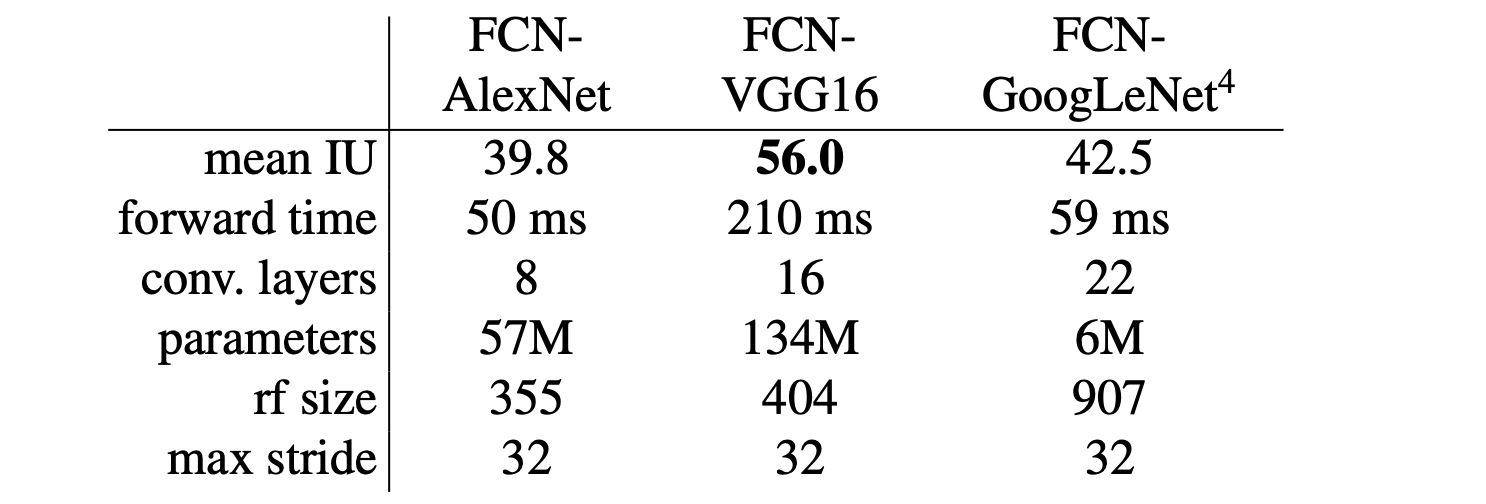 FCN- FCN- FCN-
AlexNet VGG16 GoogLeNet⁴
mean IU 39.8 56.0 42.5
forward time 50 ms 210 ms 59 ms
conv. layers 8 16 22
parameters 57M 134M 6M
rf size 355 404 907
max stride 32 32 32